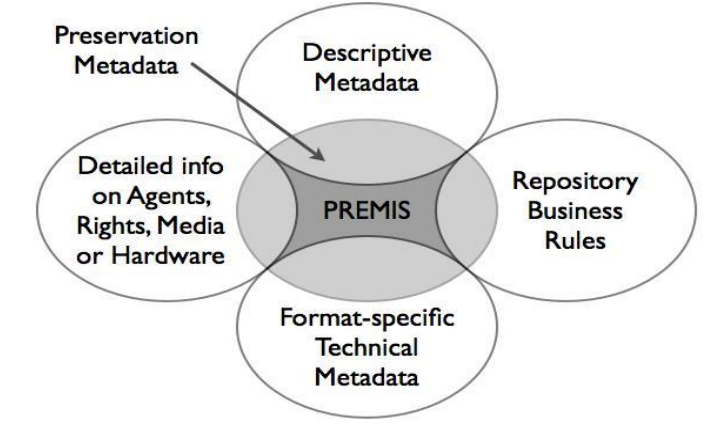 Preservation
Metadata
Descriptive
Metadata
Detailed info
on Agents,
Rights, Media
or Hardware
PREMIS
Repository
Business
Rules
Format-specific
Technical
Metadata